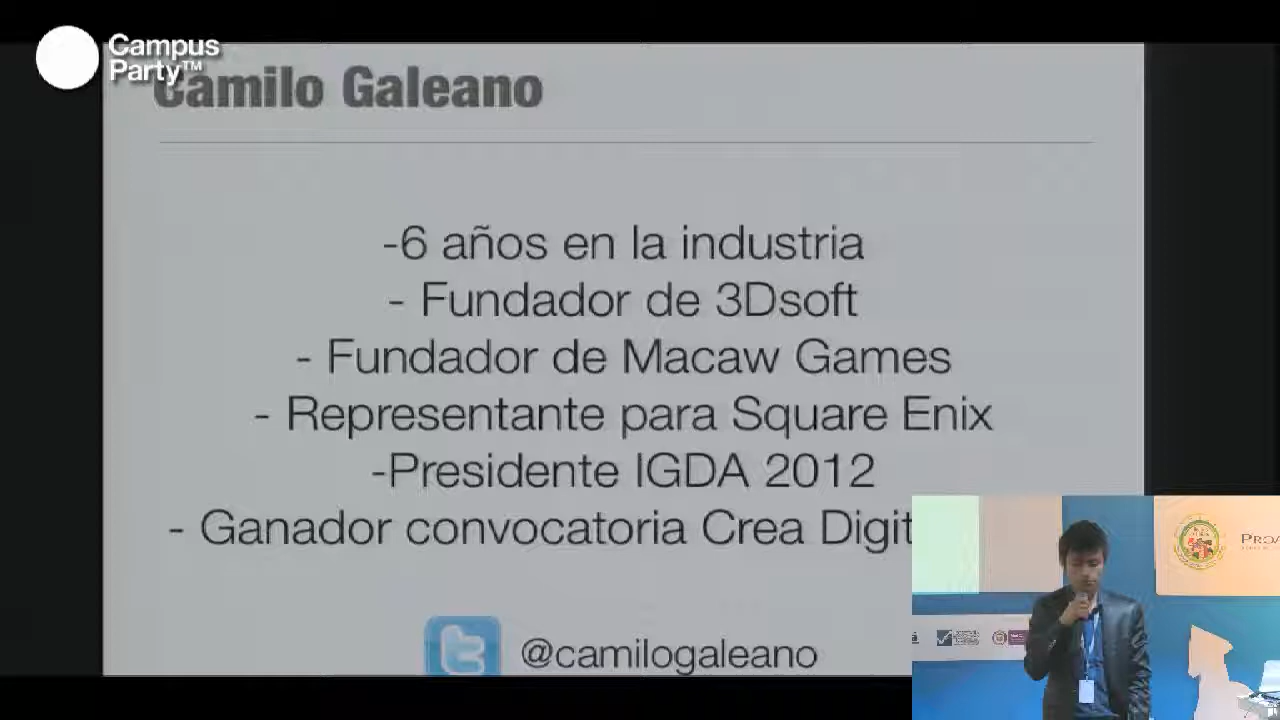 Campus
Party™
Camilo Galeano
-6 años en la industria
- Fundador de 3Dsoft
- Fundador de Macaw Games
- Representante para Square Enix
-Presidente IGDA 2012
- Ganador convocatoria Crea Digit
@camilogaleano